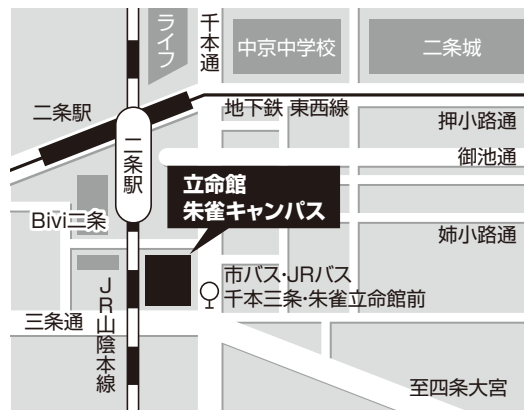 ライフ
千本通
中京中学校
二条城
二条駅
地下鉄 東西線
押小路通
御池通
二条駅
立命館
朱雀キャンパス
Bivi二条
姉小路通
市バス・JRバス
千本三条・朱雀立命館前
JR山陰本線
三条通
至四条大宮